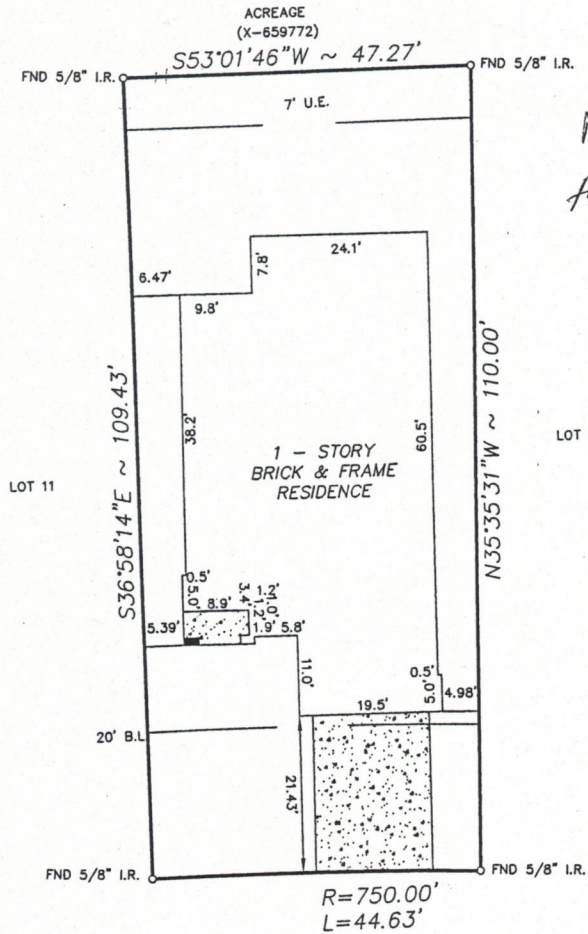 ACREAGE
(X-659772)
S53°01'46"W ~ 47.27'
FND 5/8" I.R.
FND 5/8" I.R.
7' U.E.
24.1'
7.8'
6.47'
9.8'
38.2'
60.5'
S36°58'14"E ~ 109.43'
N35°35'31"W ~ 110.00'
1 - STORY
BRICK & FRAME
RESIDENCE
LOT 11
LOT
0.5'
5.0'
8.9'
3.4'
1.2'
1.0'
1.2'
5.39'
1.9'
5.8'
11.0'
0.5'
5.0'
4.98'
19.5'
20' B.L
21.43'
FND 5/8" I.R.
FND 5/8" I.R.
R=750.00'
L=44.63'